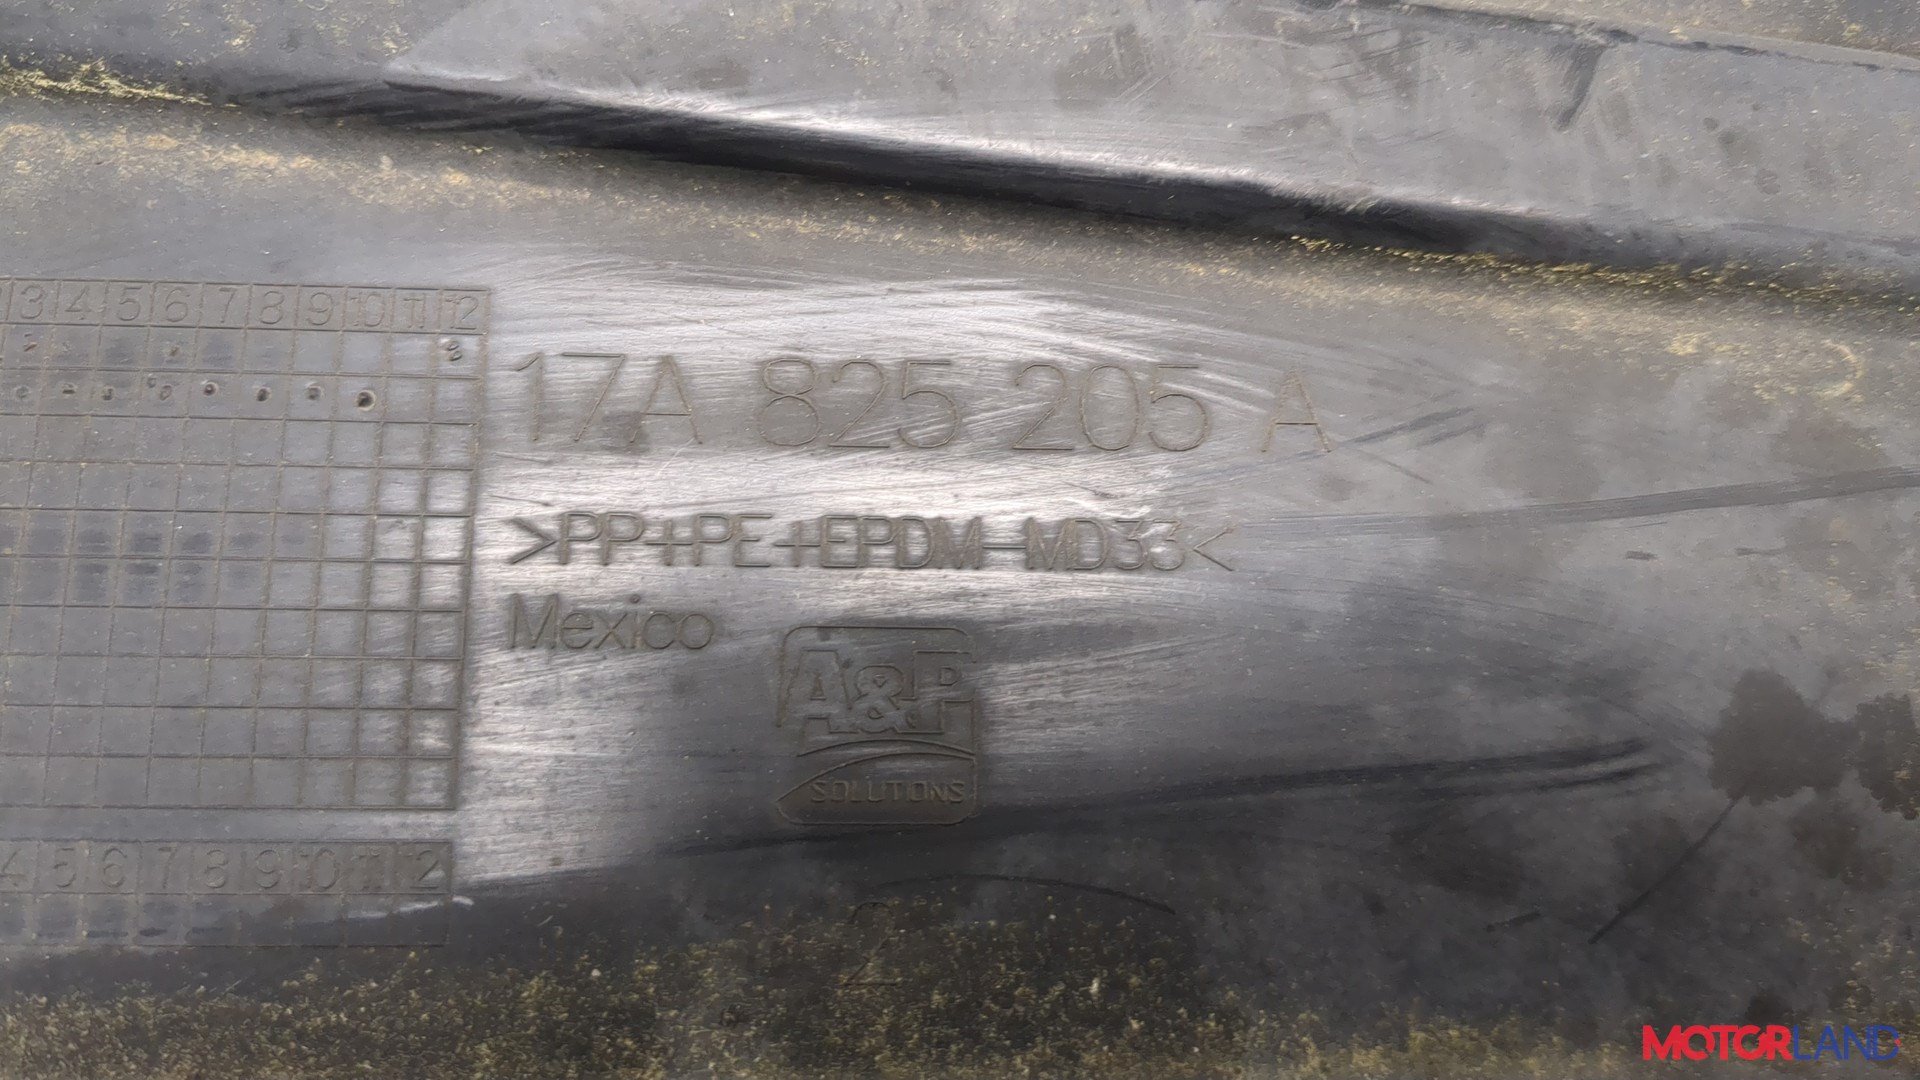 3 4 5 6 7 8 9 10 11 12
17A 825 205 A
>PP+PE+EPDM-MD33<
Mexico
A&P
SOLUTIONS
4 5 6 7 8 9 10 11 12
2
MOTORLAND